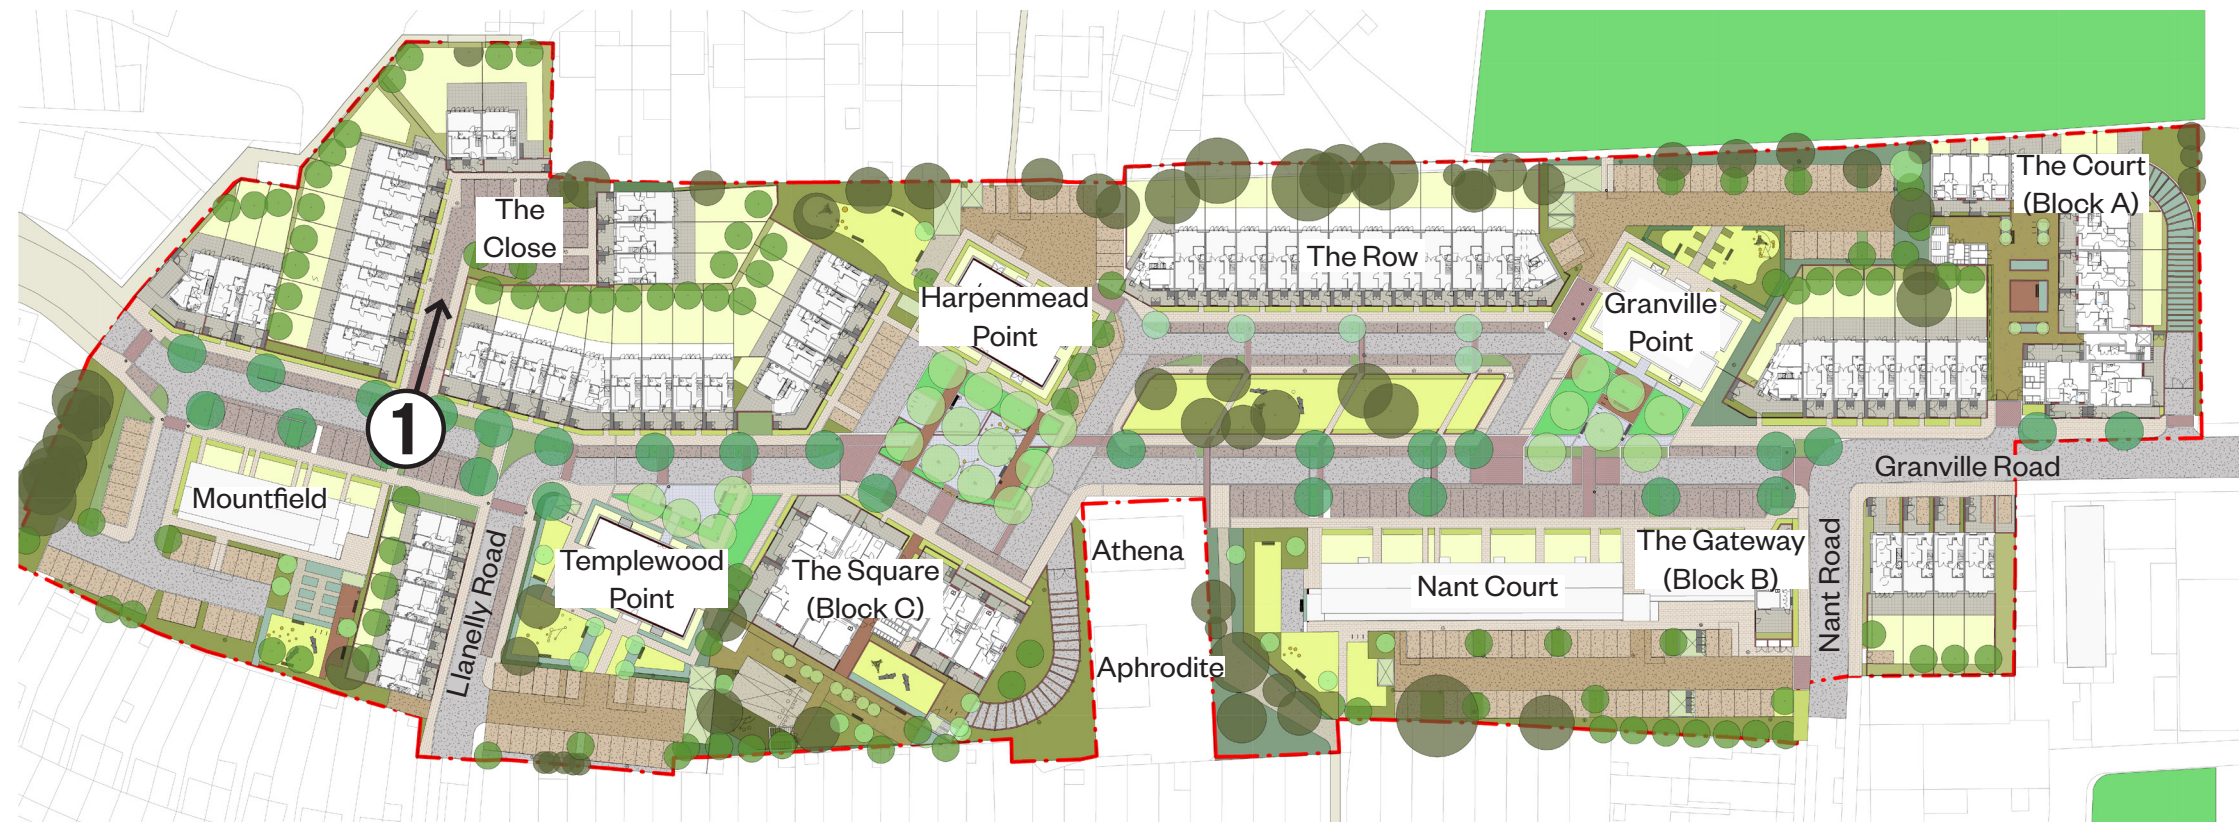 The Court
(Block A)
The
Close
The Row
Harpenmead
Point
Granville
Point
1
Granville Road
Mountfield
Llanelly Road
Templewood
Point
The Square
(Block C)
Athena
Aphrodite
Nant Court
The Gateway
(Block B)
Nant Road